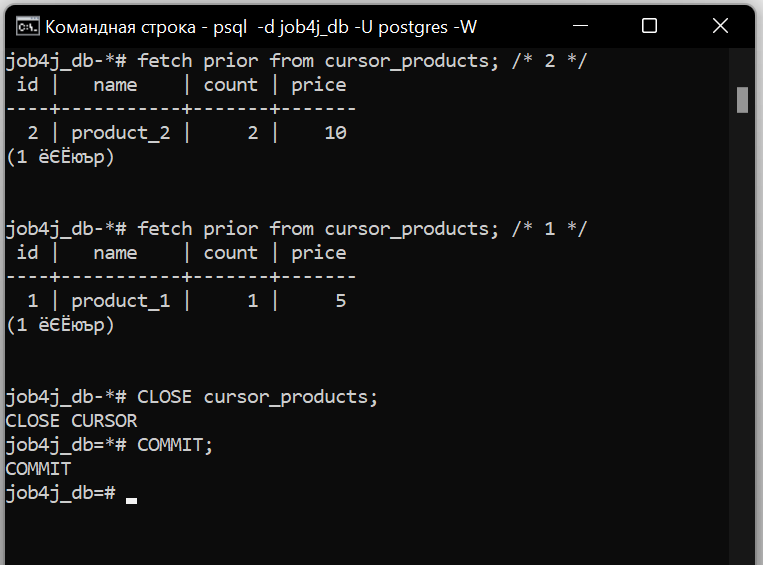 Командная строка - psql  -d job4j_db -U postgres -W
job4j_db-*# fetch prior from cursor_products; /* 2 */
 id |   name    | count | price
----+-----------+-------+-------
  2 | product_2 |     2 |    10
(1 ёЄЁюър)
job4j_db-*# fetch prior from cursor_products; /* 1 */
 id |   name    | count | price
----+-----------+-------+-------
  1 | product_1 |     1 |     5
(1 ёЄЁюър)
job4j_db-*# CLOSE cursor_products;
CLOSE CURSOR
job4j_db=*# COMMIT;
COMMIT
job4j_db=#